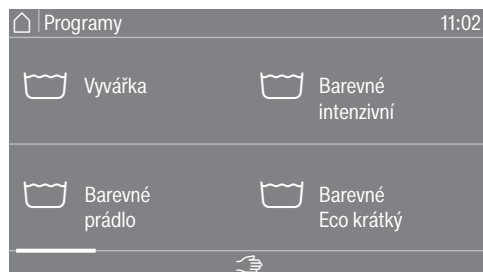 Programy 11:02
Vyvářka
Barevné
intenzivní
Barevné
prádlo
Barevné
Eco krátký